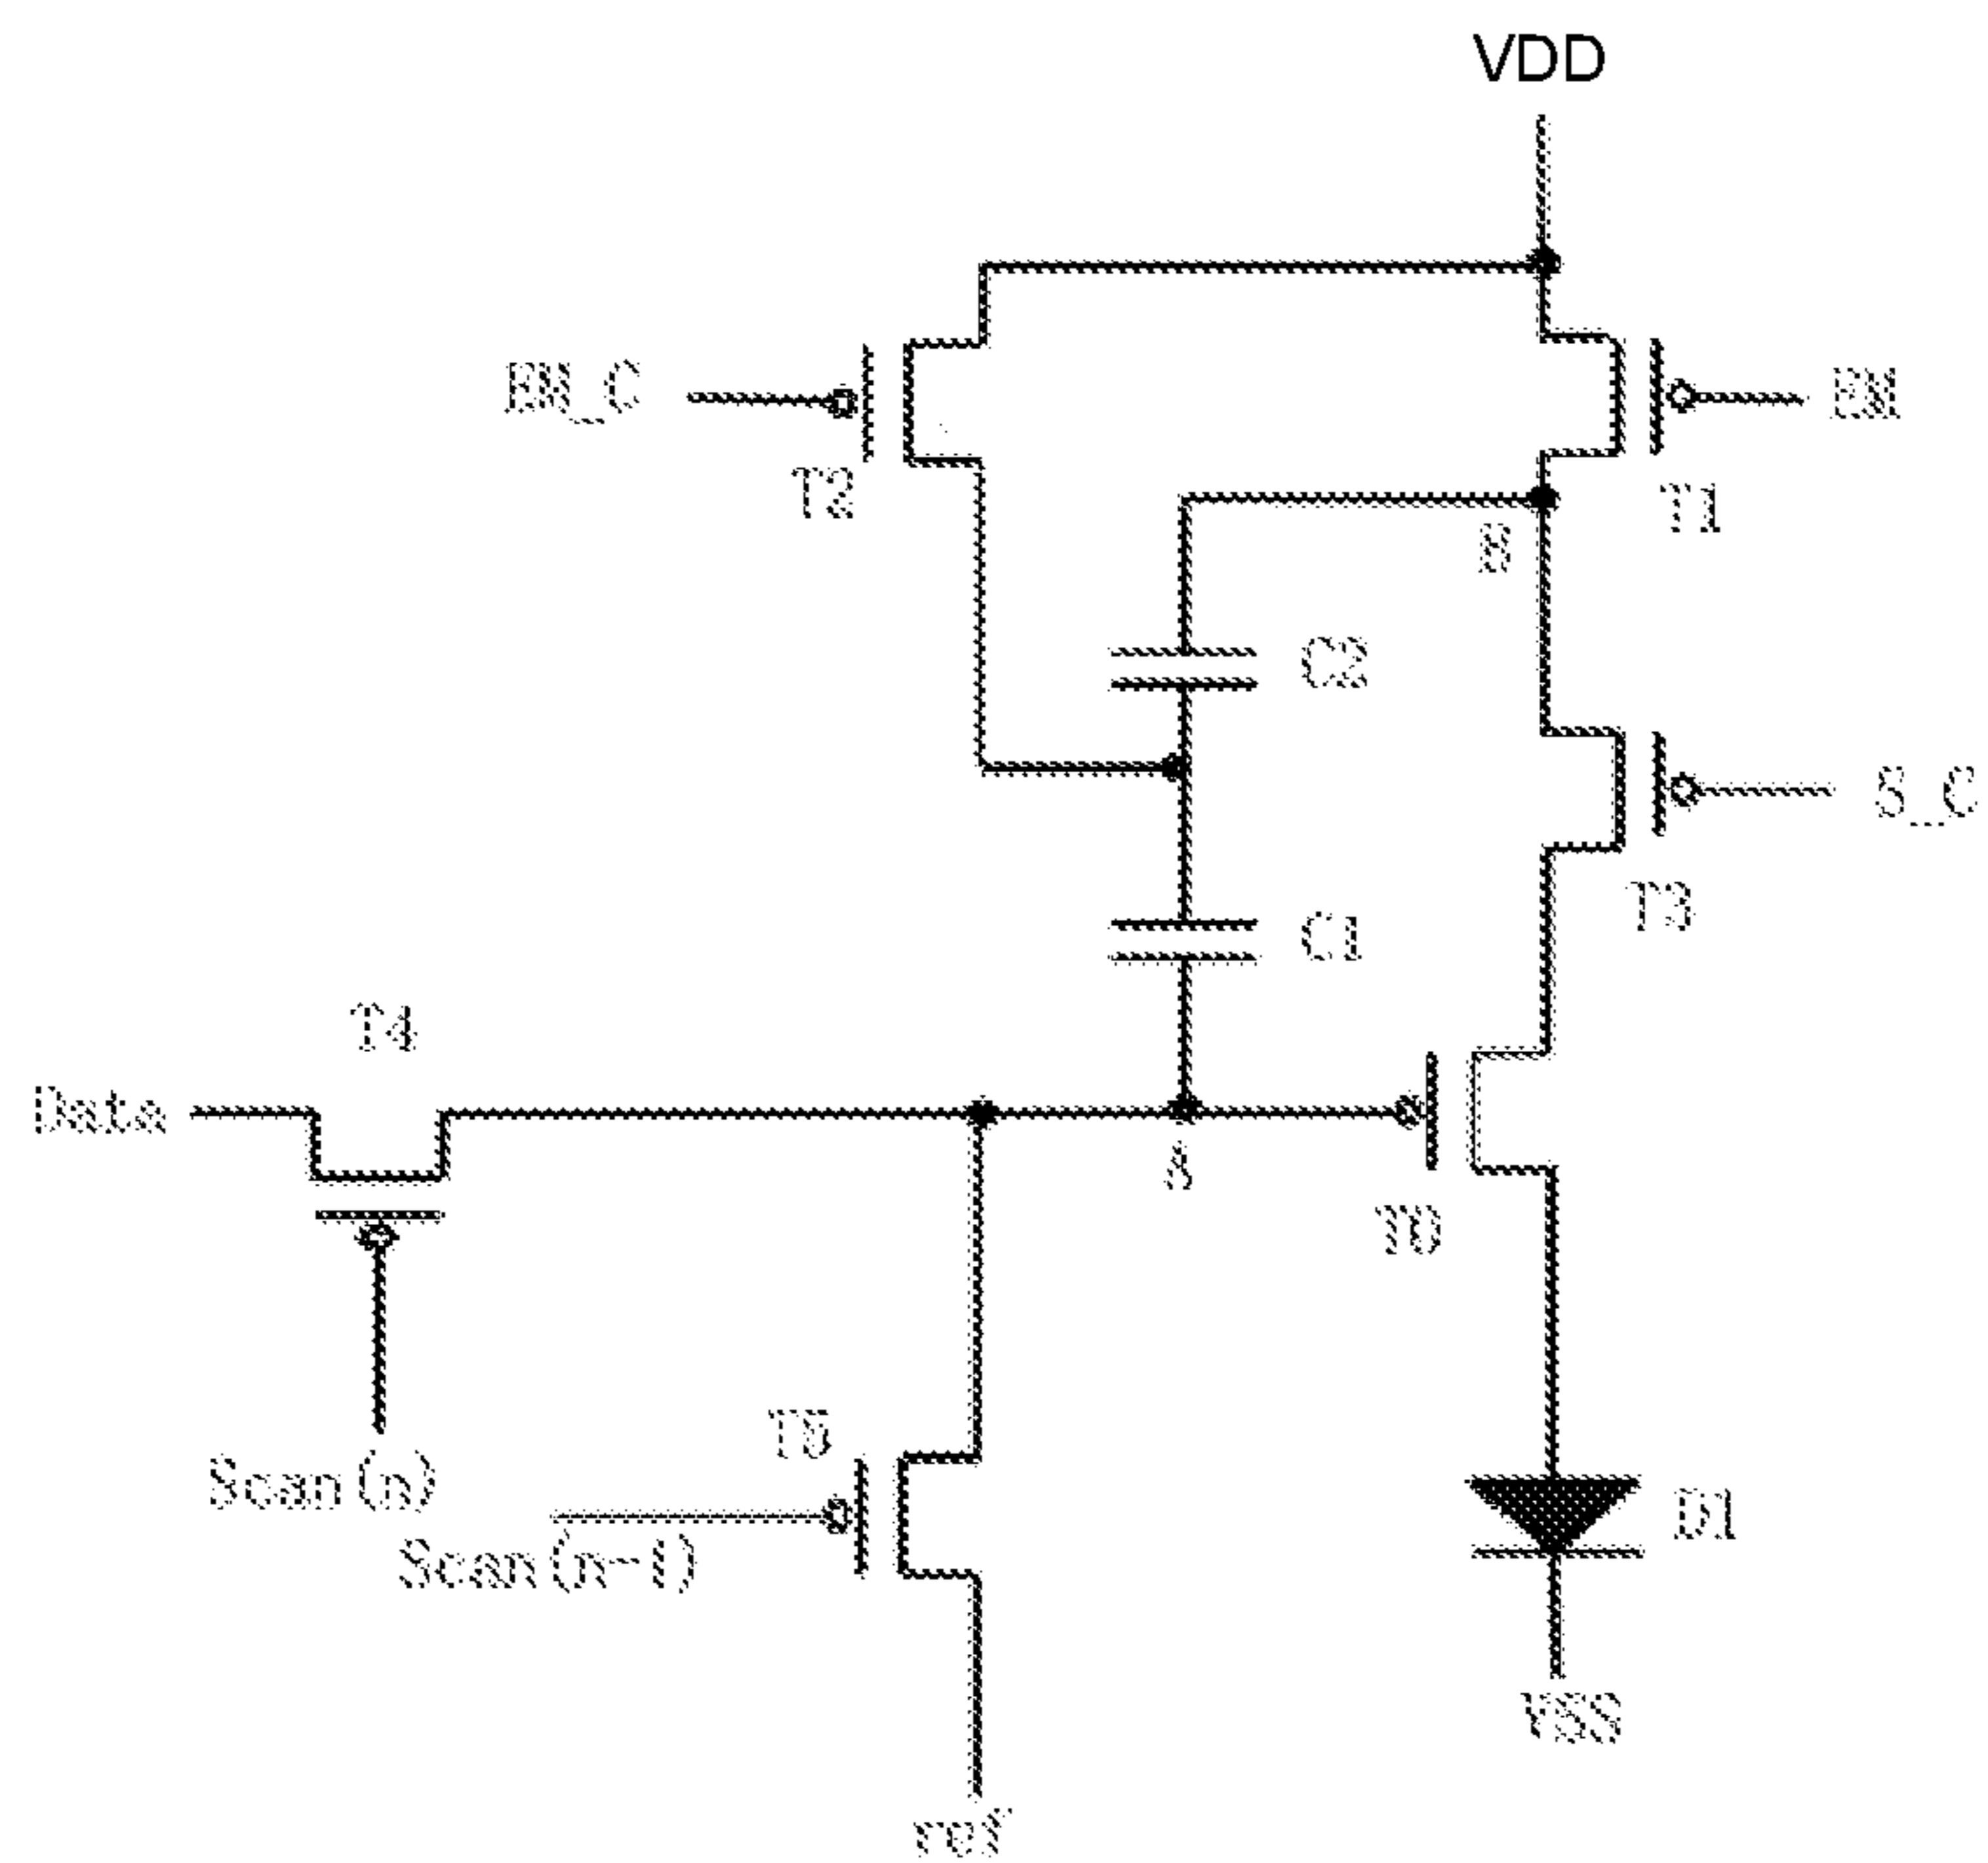 VDD
EM_C
EM
T2
T1
C2
S_C
T3
C1
T4
Data
A
T0
T5
Scan(n)
Scan(n-1)
D1
VSS
ref